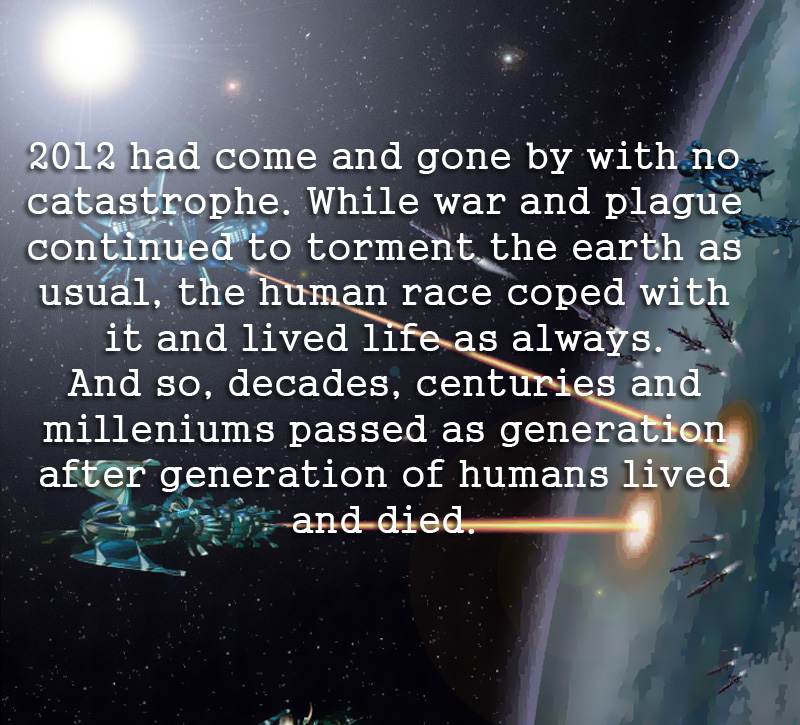 2012 had come and gone by with no
catastrophe. While war and plague
continued to torment the earth as
usual, the human race coped with
it and lived life as always.
And so, decades, centuries and
milleniums passed as generation
after generation of humans lived
and died.